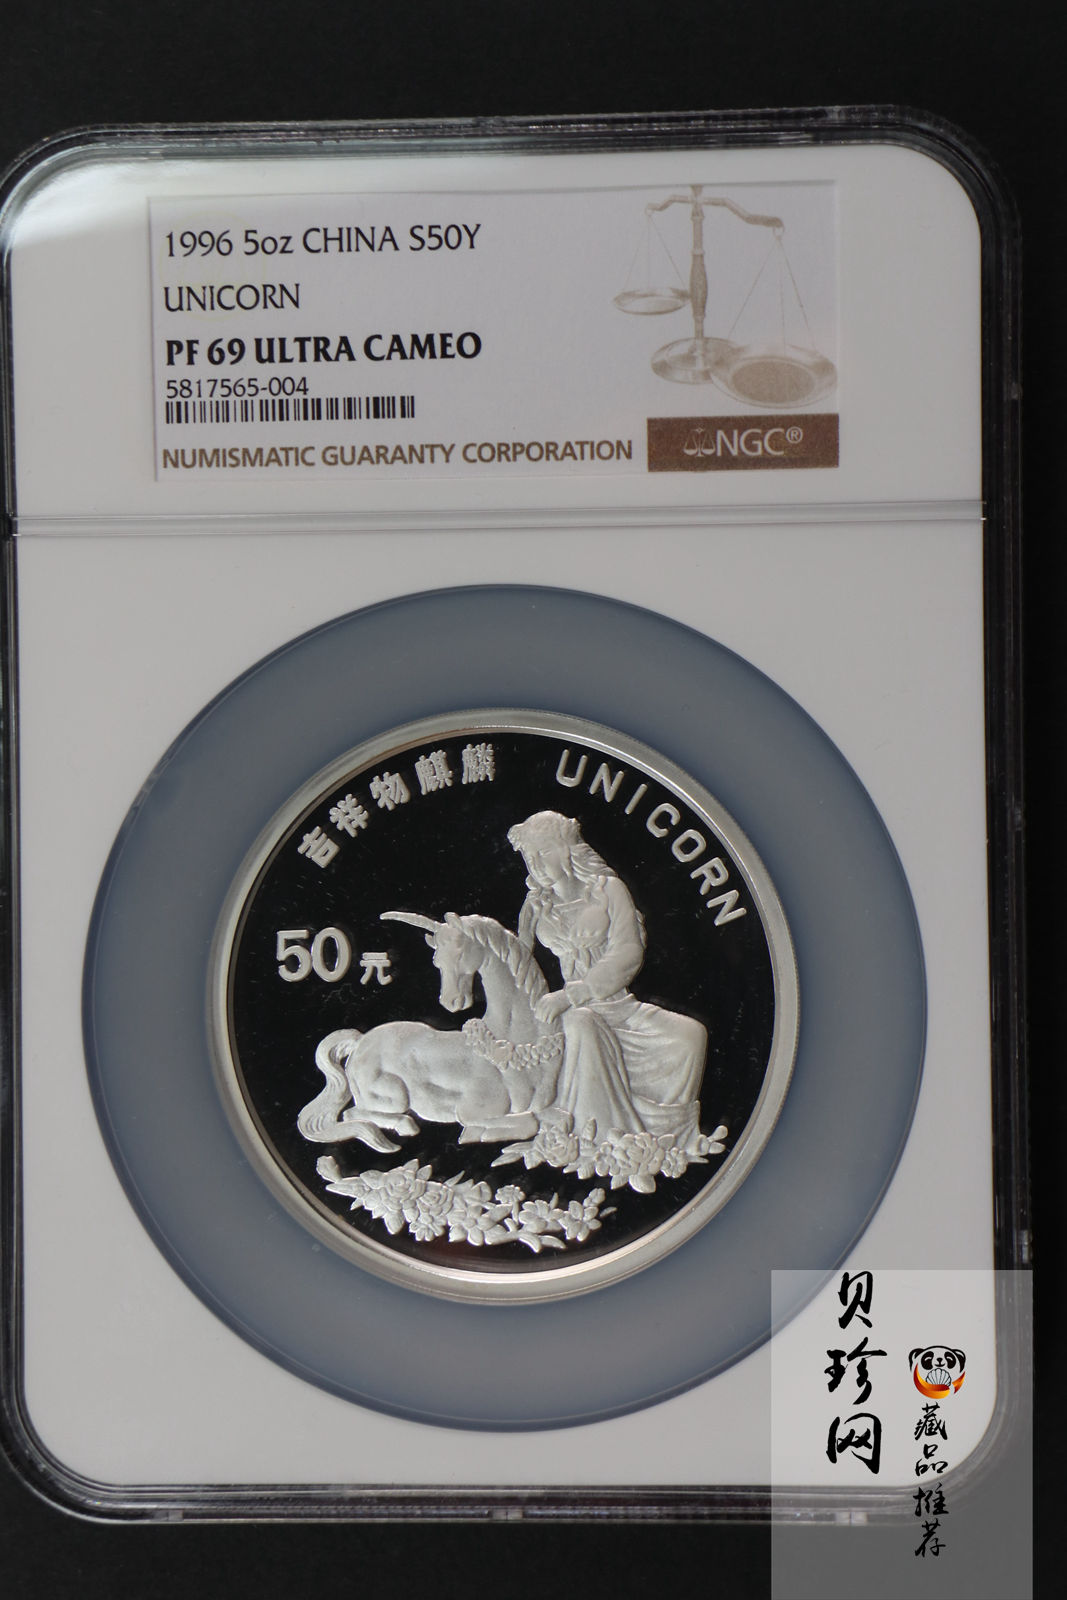 1996 5oz CHINA S50Y
UNICORN
PF 69 ULTRA CAMEO
5817565-004
NUMISMATIC GUARANTY CORPORATION
NGC®
吉祥物麒麟 UNICORN
50元
贝珍网
藏品推荐